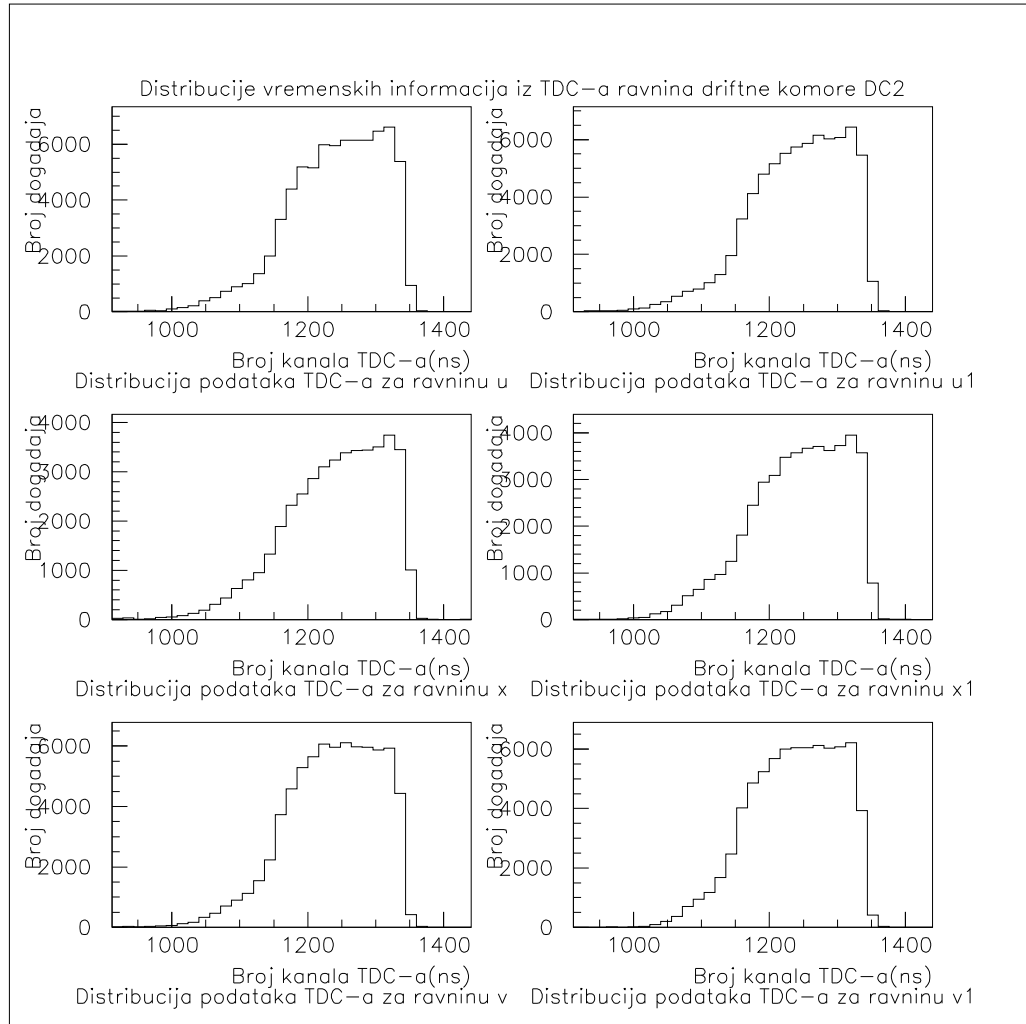 Distribucije vremenskih informacija iz TDC-a ravnina driftne komore DC2
Broj događaja
6000
4000
2000
0
1000 1200 1400
Broj kanala TDC-a(ns)
Distribucija podataka TDC-a za ravninu u
Broj događaja
6000
4000
2000
0
1000 1200 1400
Broj kanala TDC-a(ns)
Distribucija podataka TDC-a za ravninu u1
Broj događaja
4000
3000
2000
1000
0
1000 1200 1400
Broj kanala TDC-a(ns)
Distribucija podataka TDC-a za ravninu x
Broj događaja
4000
3000
2000
1000
0
1000 1200 1400
Broj kanala TDC-a(ns)
Distribucija podataka TDC-a za ravninu x1
Broj događaja
6000
4000
2000
0
1000 1200 1400
Broj kanala TDC-a(ns)
Distribucija podataka TDC-a za ravninu v
Broj događaja
6000
4000
2000
0
1000 1200 1400
Broj kanala TDC-a(ns)
Distribucija podataka TDC-a za ravninu v1